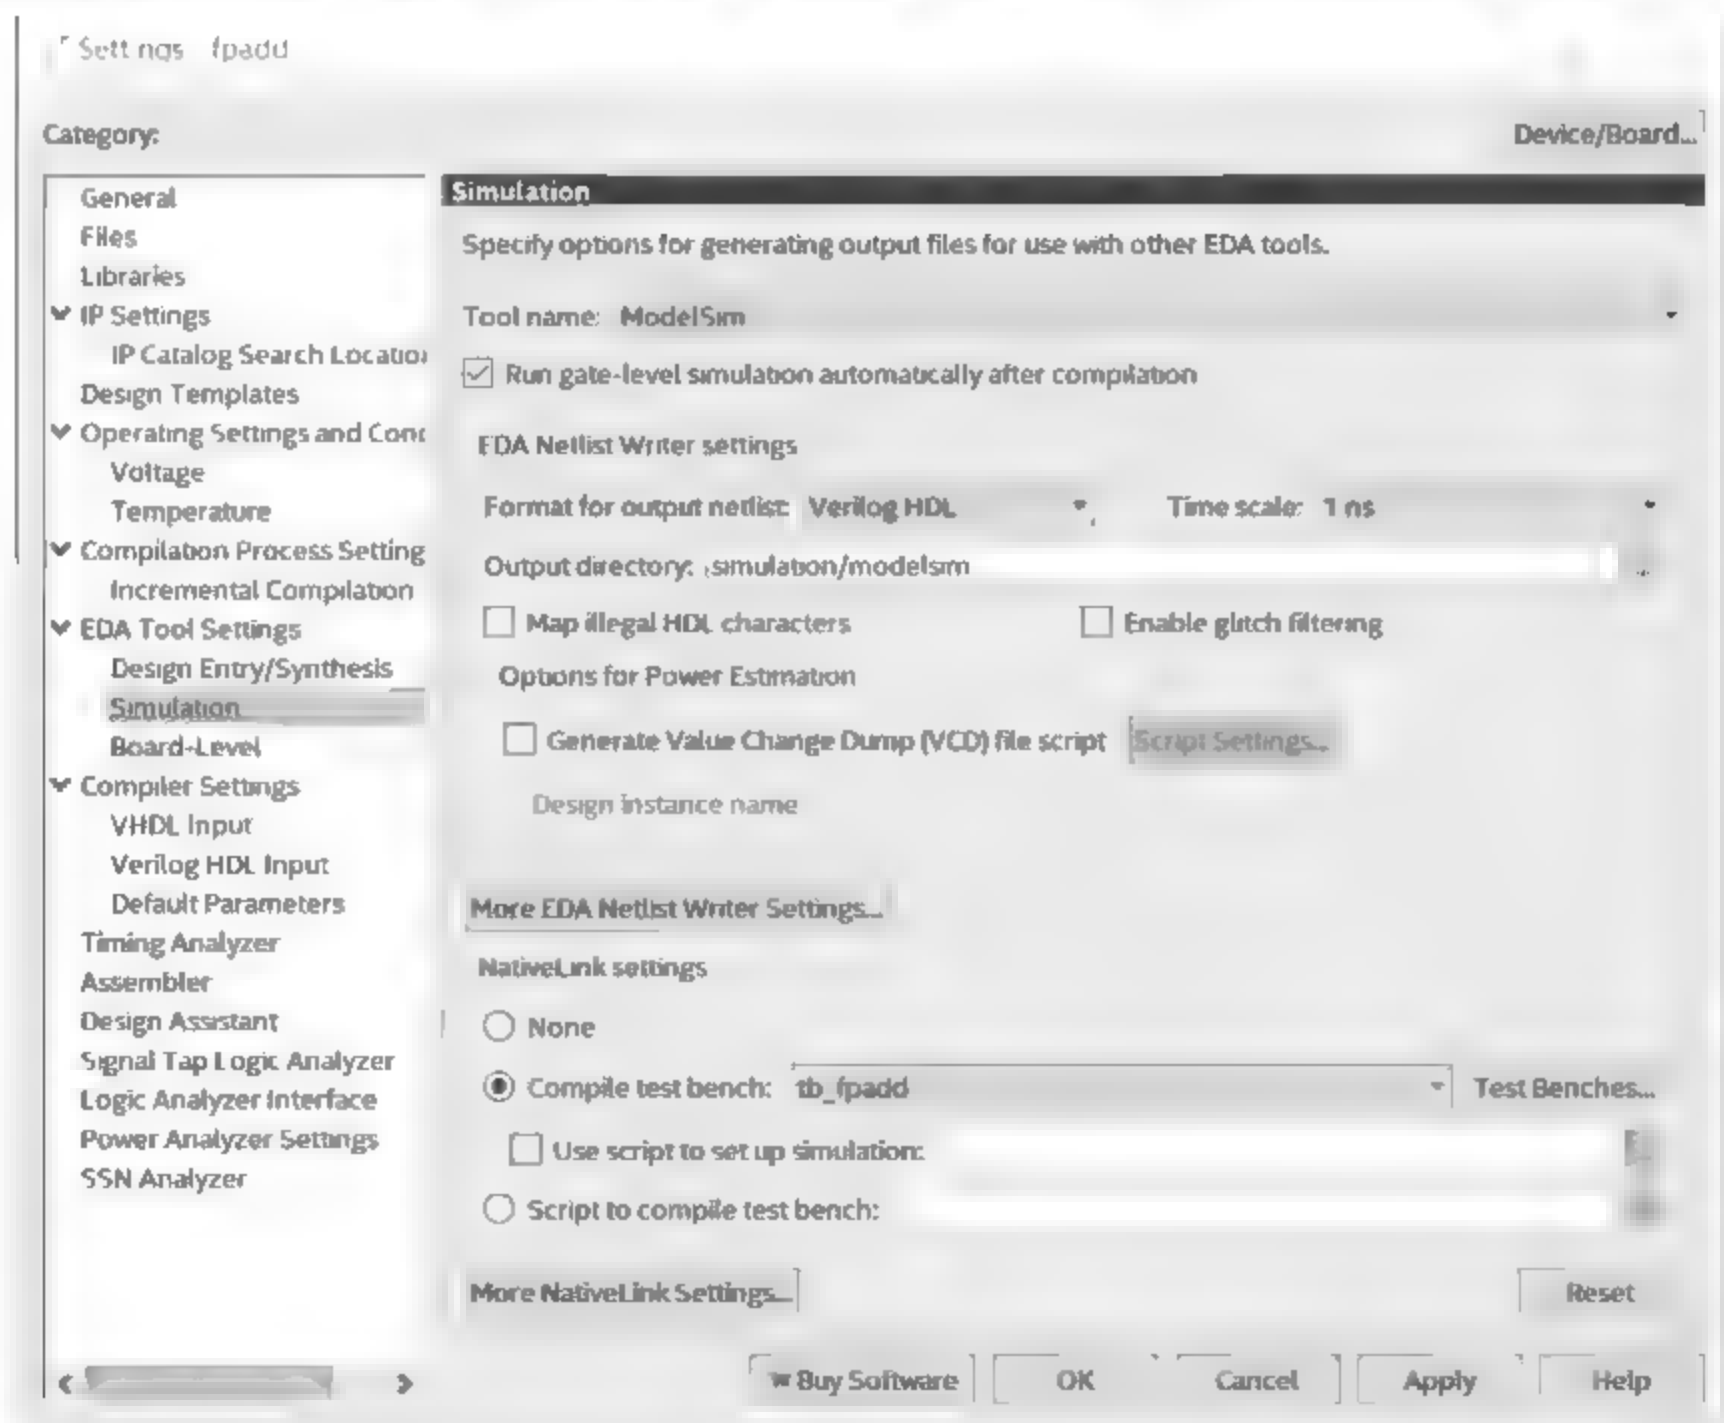 Settings fpadd
Category:
Device/Board...
General
Files
Libraries
IP Settings
IP Catalog Search Location
Design Templates
Operating Settings and Conc
Voltage
Temperature
Compilation Process Setting
Incremental Compilation
EDA Tool Settings
Design Entry/Synthesis
Simulation
Board-Level
Compiler Settings
VHDL Input
Verilog HDL Input
Default Parameters
Timing Analyzer
Assembler
Design Assistant
Signal Tap Logic Analyzer
Logic Analyzer Interface
Power Analyzer Settings
SSN Analyzer
Simulation
Specify options for generating output files for use with other EDA tools.
Tool name: ModelSim
Run gate-level simulation automatically after compilation
EDA Netlist Writer settings
Format for output netlist: Verilog HDL Time scale: 1 ns
Output directory: simulation/modelsim
Map illegal HDL characters Enable glitch filtering
Options for Power Estimation
Generate Value Change Dump (VCD) file script Script Settings...
Design instance name
More EDA Netlist Writer Settings...
NativeLink settings
None
Compile test bench: tb_fpadd Test Benches...
Use script to set up simulation:
Script to compile test bench:
More NativeLink Settings... Reset
Buy Software OK Cancel Apply Help